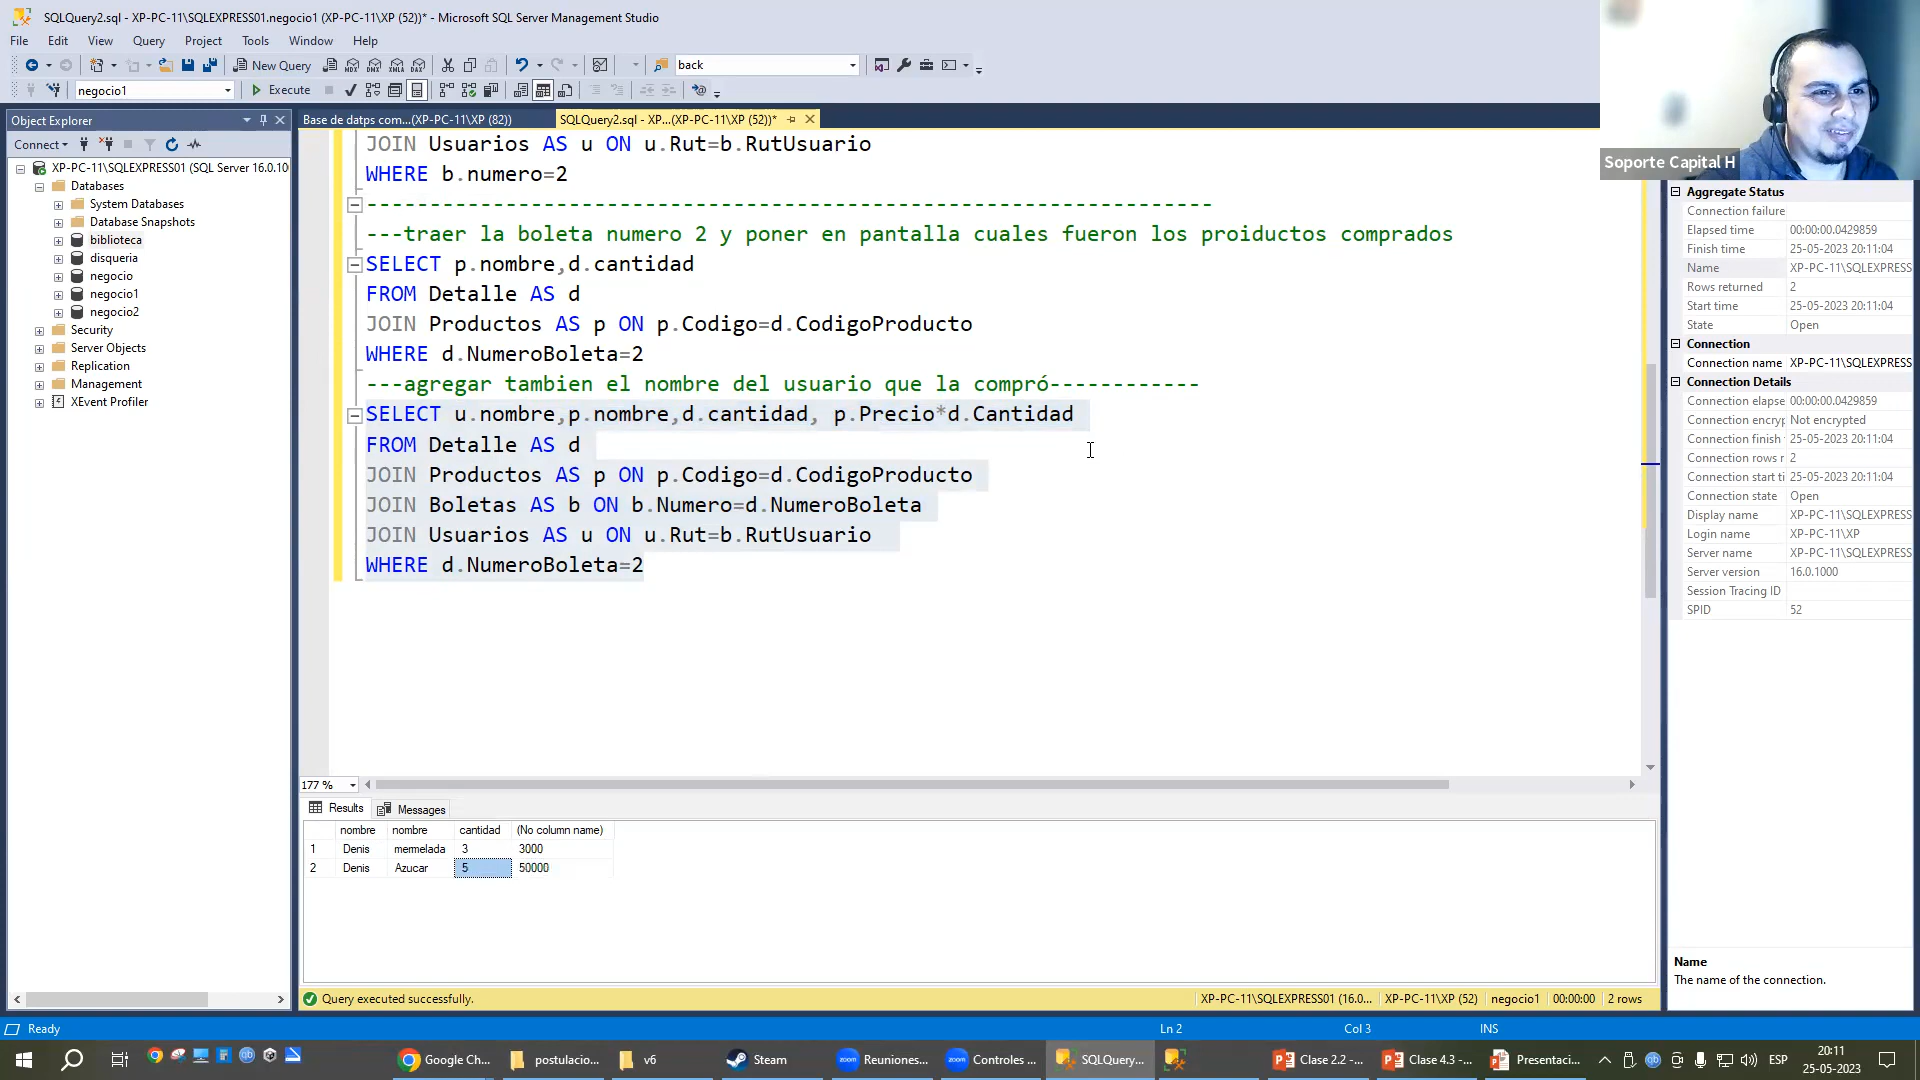 SQLQuery2.sql - XP-PC-11\SQLEXPRESS01.negocio1 (XP-PC-11\XP (52))* - Microsoft SQL Server Management Studio
File Edit View Query Project Tools Window Help
New Query back
negocio1 Execute
Object Explorer
Connect
XP-PC-11\SQLEXPRESS01 (SQL Server 16.0.10
Databases
System Databases
Database Snapshots
biblioteca
disqueria
negocio
negocio1
negocio2
Security
Server Objects
Replication
Management
XEvent Profiler
Base de datps com...(XP-PC-11\XP (82))
SQLQuery2.sql - XP...(XP-PC-11\XP (52))*
JOIN Usuarios AS u ON u.Rut=b.RutUsuario
WHERE b.numero=2
-------------------------------------------------------------------
---traer la boleta numero 2 y poner en pantalla cuales fueron los proiductos comprados
SELECT p.nombre,d.cantidad
FROM Detalle AS d
JOIN Productos AS p ON p.Codigo=d.CodigoProducto
WHERE d.NumeroBoleta=2
---agregar tambien el nombre del usuario que la compró------------
SELECT u.nombre,p.nombre,d.cantidad, p.Precio*d.Cantidad
FROM Detalle AS d
JOIN Productos AS p ON p.Codigo=d.CodigoProducto
JOIN Boletas AS b ON b.Numero=d.NumeroBoleta
JOIN Usuarios AS u ON u.Rut=b.RutUsuario
WHERE d.NumeroBoleta=2
177 %
Results Messages
nombre nombre cantidad (No column name)
1 Denis mermelada 3 3000
2 Denis Azucar 5 50000
Query executed successfully. XP-PC-11\SQLEXPRESS01 (16.0... XP-PC-11\XP (52) negocio1 00:00:00 2 rows
Soporte Capital H
Aggregate Status
Connection failure
Elapsed time 00:00:00.0429859
Finish time 25-05-2023 20:11:04
Name XP-PC-11\SQLEXPRESS
Rows returned 2
Start time 25-05-2023 20:11:04
State Open
Connection
Connection name XP-PC-11\SQLEXPRESS
Connection Details
Connection elapse 00:00:00.0429859
Connection encryp Not encrypted
Connection finish 25-05-2023 20:11:04
Connection rows r 2
Connection start ti 25-05-2023 20:11:04
Connection state Open
Display name XP-PC-11\SQLEXPRESS
Login name XP-PC-11\XP
Server name XP-PC-11\SQLEXPRESS
Server version 16.0.1000
Session Tracing ID
SPID 52
Name
The name of the connection.
Ready Ln 2 Col 3 INS
Google Ch... postulacio... v6 Steam Reuniones... Controles ... SQLQuery... Clase 2.2 -... Clase 4.3 -... Presentaci... ESP
20:11
25-05-2023